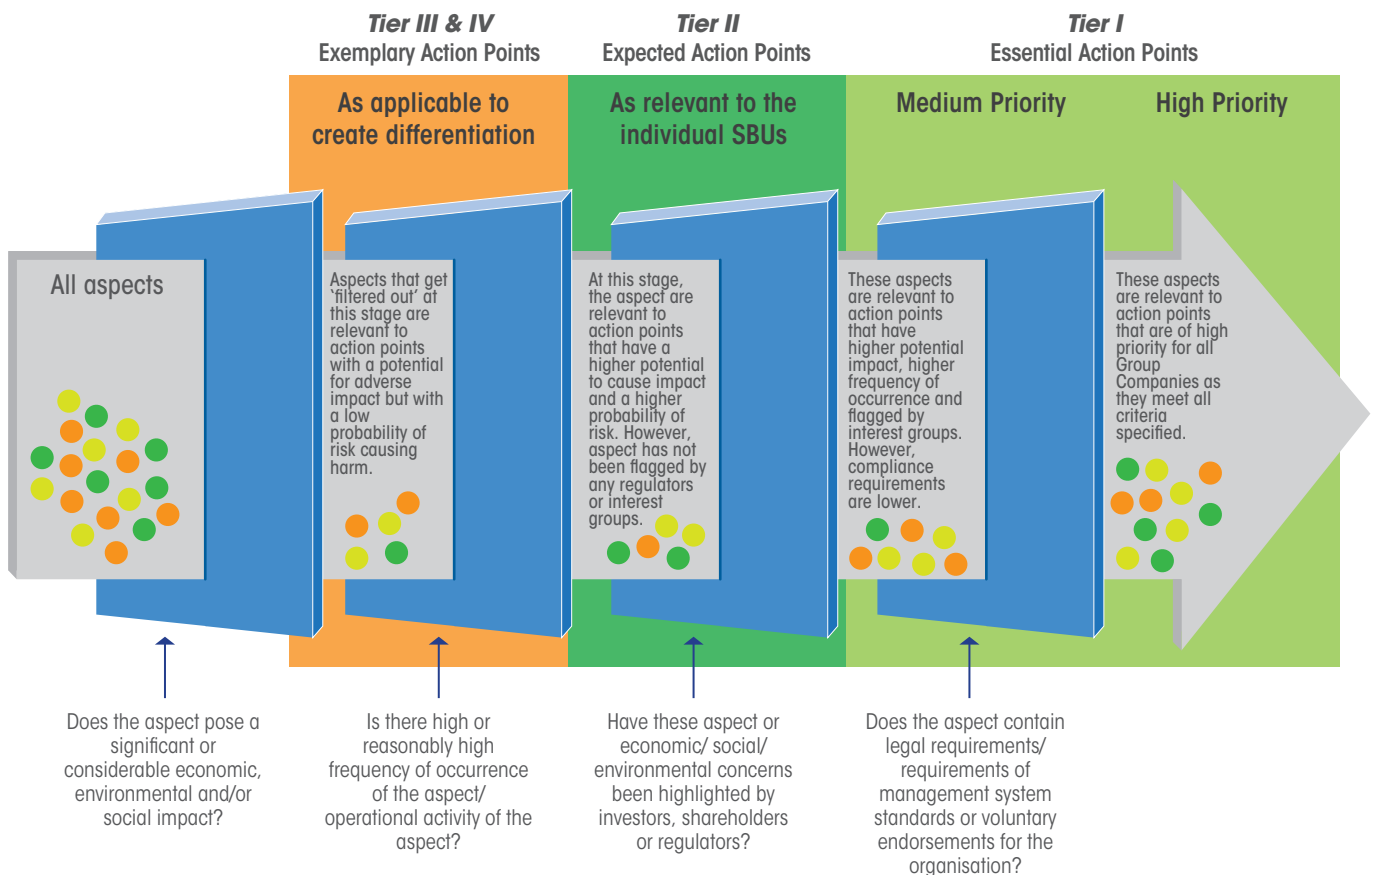 Tier III & IV
Exemplary Action Points
Tier II
Expected Action Points
Tier I
Essential Action Points
As applicable to
create differentiation
As relevant to the
individual SBUs
Medium Priority
High Priority
All aspects
Aspects that get
‘filtered out’ at
this stage are
relevant to
action points
with a potential
for adverse
impact but with
a low
probability of
risk causing
harm.
At this stage,
the aspect are
relevant to
action points
that have a
higher potential
to cause impact
and a higher
probability of
risk. However,
aspect has not
been flagged by
any regulators
or interest
groups.
These aspects
are relevant to
action points
that have
higher potential
impact, higher
frequency of
occurrence and
flagged by
interest groups.
However,
compliance
requirements
are lower.
These aspects
are relevant to
action points
that are of high
priority for all
Group
Companies as
they meet all
criteria
specified.
Does the aspect pose a
significant or
considerable economic,
environmental and/or
social impact?
Is there high or
reasonably high
frequency of occurrence
of the aspect/
operational activity of the
aspect?
Have these aspect or
economic/ social/
environmental concerns
been highlighted by
investors, shareholders
or regulators?
Does the aspect contain
legal requirements/
requirements of
management system
standards or voluntary
endorsements for the
organisation?